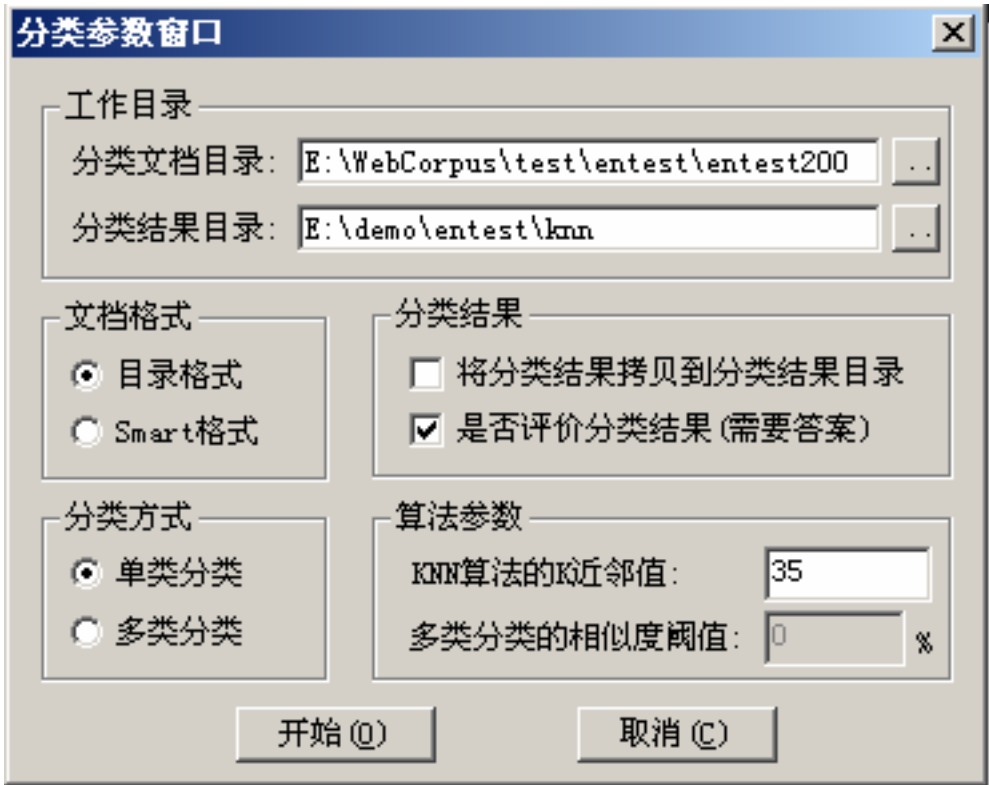 分类参数窗口
工作目录
分类文档目录: E:\WebCorpus\test\entest\entest200 ..
分类结果目录: E:\demo\entest\knn ..
文档格式
目录格式
Smart格式
分类结果
将分类结果拷贝到分类结果目录
是否评价分类结果(需要答案)
分类方式
单类分类
多类分类
算法参数
KNN算法的K近邻值: 35
多类分类的相似度阈值: 0 %
开始(O) 取消(C)